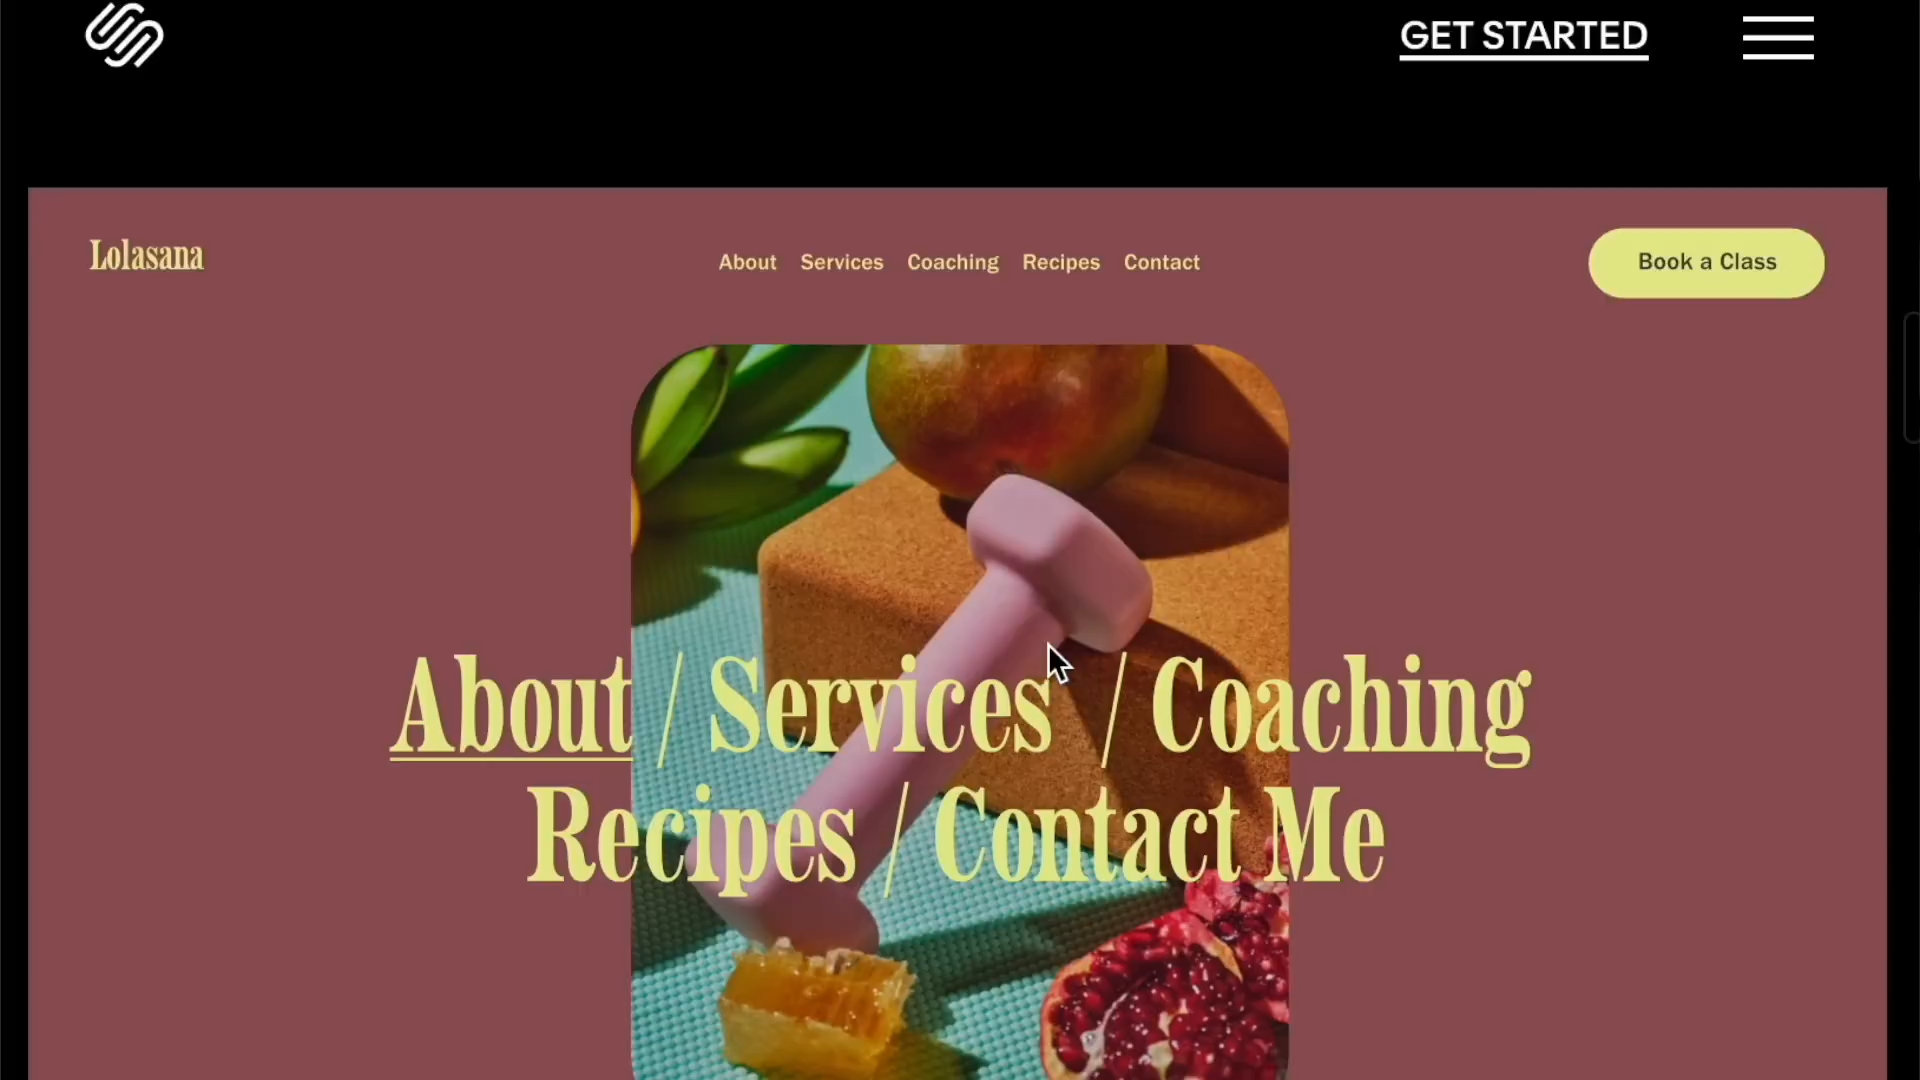 GET STARTED
Lolasana
About Services Coaching Recipes Contact
Book a Class
About / Services / Coaching
Recipes / Contact Me